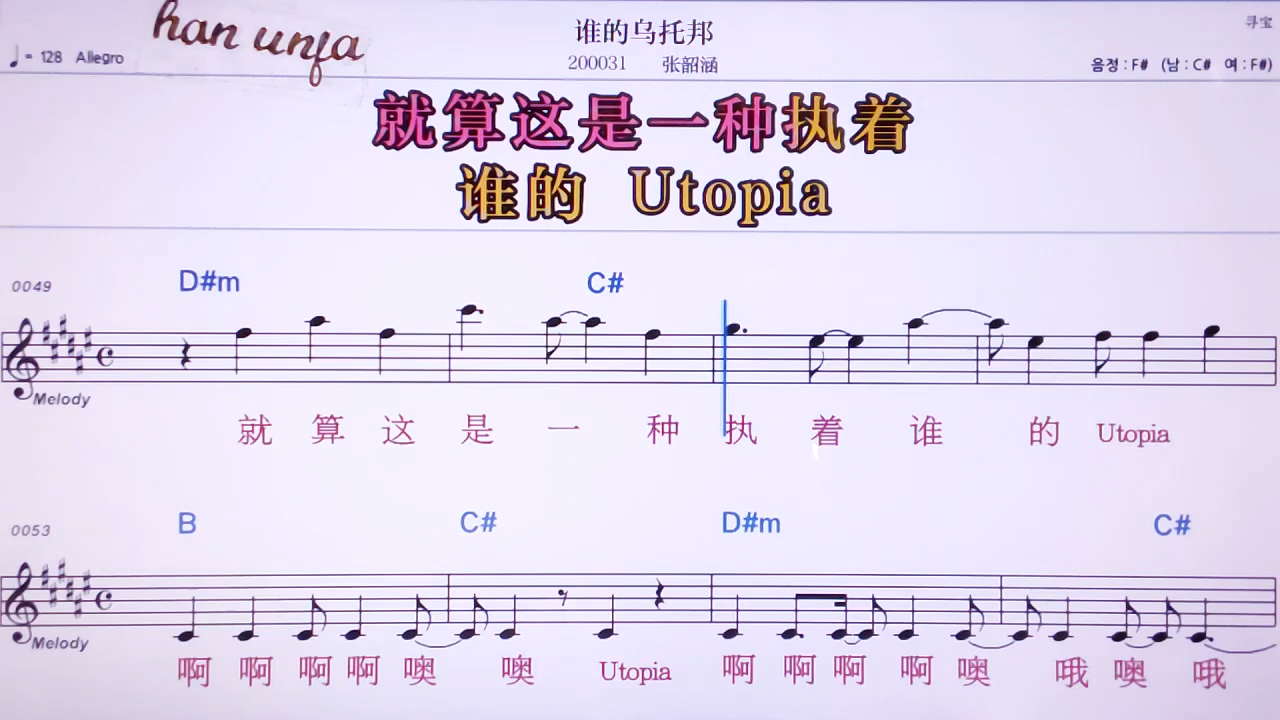 han unfa
谁的乌托邦
寻宝
♩= 128 Allegro
200031 张韶涵
음정 : F# (남 : C# 여 : F#)
就算这是一种执着
谁的 Utopia
0049
D#m C#
Melody
就 算 这 是 一 种 执 着 谁 的 Utopia
0053
B C# D#m C#
Melody
啊 啊 啊 啊 噢 噢 Utopia 啊 啊 啊 啊 噢 哦 噢 哦